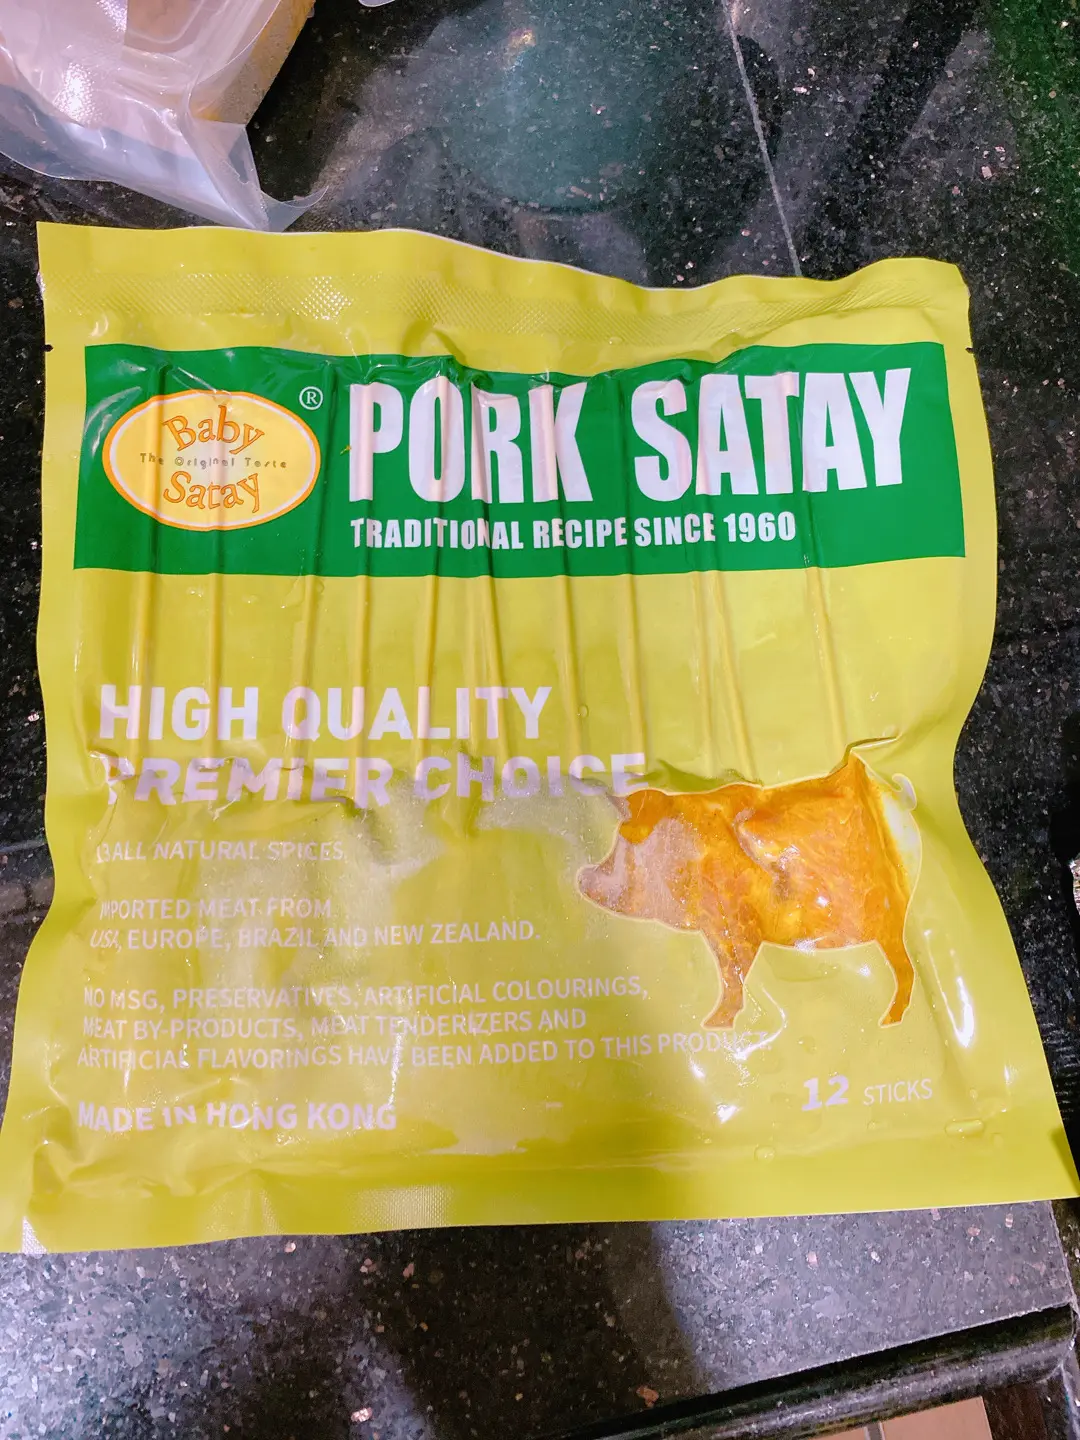 Baby
The Original Taste
Satay
®
PORK SATAY
TRADITIONAL RECIPE SINCE 1960
HIGH QUALITY
PREMIER CHOICE
ALL NATURAL SPICES
IMPORTED MEAT FROM
USA, EUROPE, BRAZIL AND NEW ZEALAND.
NO MSG, PRESERVATIVES, ARTIFICIAL COLOURINGS,
MEAT BY-PRODUCTS, MEAT TENDERIZERS AND
ARTIFICIAL FLAVORINGS HAVE BEEN ADDED TO THIS PRODUCT.
12 STICKS
MADE IN HONG KONG